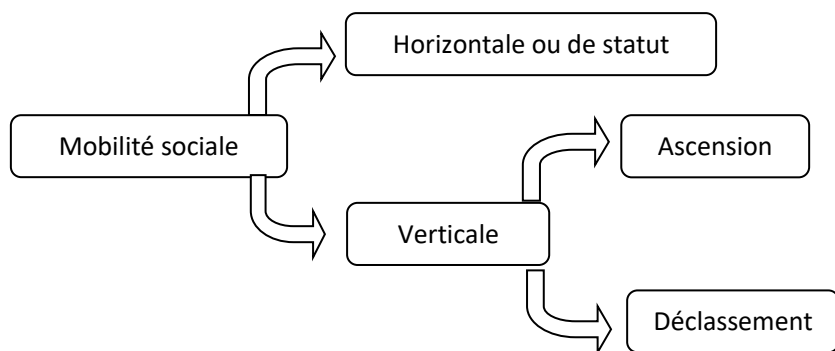 Horizontale ou de statut
Mobilité sociale
Ascension
Verticale
Déclassement